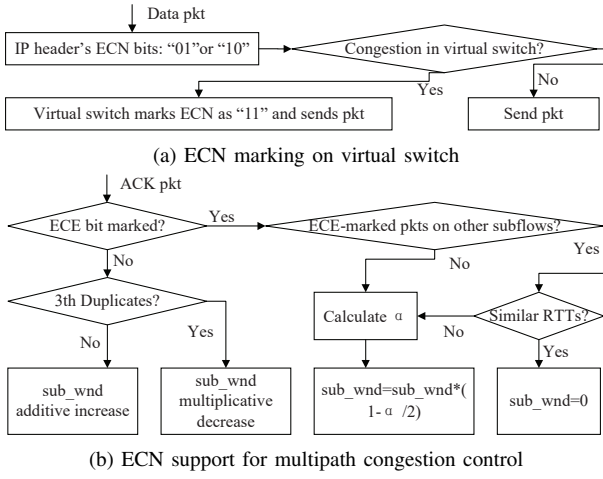 Data pkt
IP header's ECN bits: “01”or “10”
Congestion in virtual switch?
Yes
No
Virtual switch marks ECN as “11” and sends pkt
Send pkt
(a) ECN marking on virtual switch
ACK pkt
ECE bit marked?
Yes
ECE-marked pkts on other subflows?
No
No
Yes
3th Duplicates?
Calculate α
No
Similar RTTs?
No
Yes
Yes
sub_wnd
additive increase
sub_wnd
multiplicative
decrease
sub_wnd=sub_wnd*(
1-α /2)
sub_wnd=0
(b) ECN support for multipath congestion control